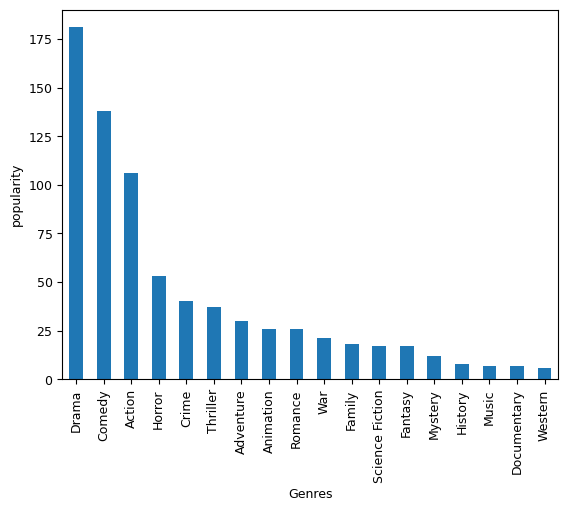 175
150
125
100
75
50
25
0
popularity
Drama
Comedy
Action
Horror
Crime
Thriller
Adventure
Animation
Romance
War
Family
Science Fiction
Fantasy
Mystery
History
Music
Documentary
Western
Genres